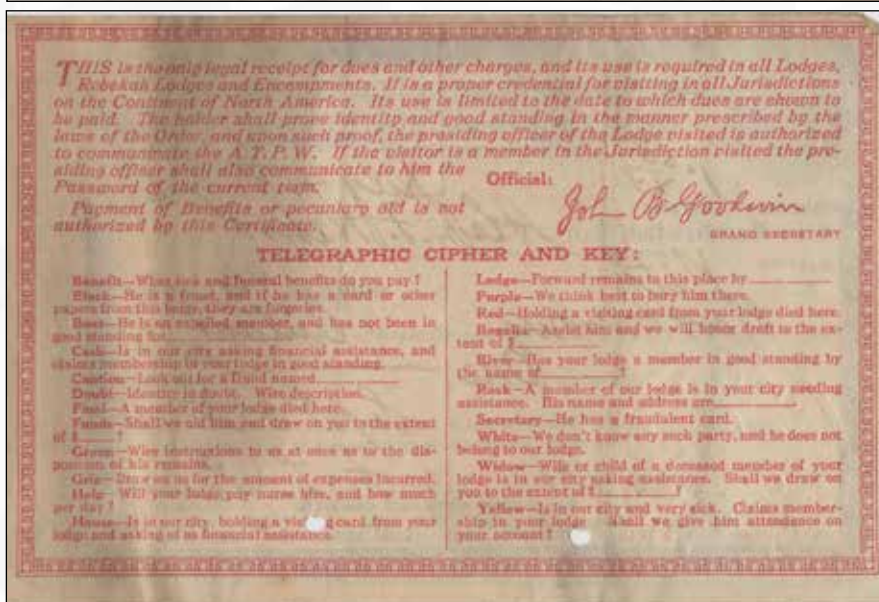 THIS is the only legal receipt for dues and other charges, and its use is required in all Lodges,
Rebekah Lodges and Encampments. It is a proper credential for visiting in all Jurisdictions
on the Continent of North America. Its use is limited to the date to which dues are shown to
be paid. The holder shall prove identity and good standing in the manner prescribed by the
laws of the Order, and upon such proof, the presiding officer of the Lodge visited is authorized
to communicate the A. T. P. W. If the visitor is a member in the Jurisdiction visited the pre-
siding officer shall also communicate to him the
Password of the current term.
Payment of Benefits or pecuniary aid is not
authorized by this Certificate.
Official:
John B Goodwin
GRAND SECRETARY
TELEGRAPHIC CIPHER AND KEY:
Benefit—What sick and funeral benefits do you pay?
Black—He is a fraud, and if he has a card or other
papers from this lodge, they are forgeries.
—He is an expelled member, and has not been in
good standing for
Cash—Is in our city asking financial assistance, and
claims membership in your lodge in good standing.
Caution—Look out for a fraud named
Doubt—Identity in doubt. Wire description.
Final—A member of your lodge died here.
Funds—Shall we aid him and draw on you to the extent
of $ ?
—Wire instructions to us at once as to the dis-
position of his remains.
—Draw on us for the amount of expenses incurred.
Help—Will your lodge pay nurse hire, and how much
per day?
House—Is in our city, holding a vis g card from your
lodge and asking of us financial assistance.
Lodge—Forward remains to this place by
Purple—We think best to bury him there.
Red—Holding a visiting card from your lodge died here.
Regalia—Assist him and we will honor draft to the ex-
tent of $
River—Has your lodge a member in good standing by
the name of ?
—A member of our lodge is in your city needing
assistance. His name and address are
Secretary—He has a fraudulent card.
White—We don't know any such party, and he does not
belong to our lodge.
Widow—Wife or child of a deceased member of your
lodge is in our city asking assistance. Shall we draw on
you to the extent of $ ?
Yellow—Is in our city and very sick. Claims member-
ship in your lodge Shall we give him attendance on
your account?